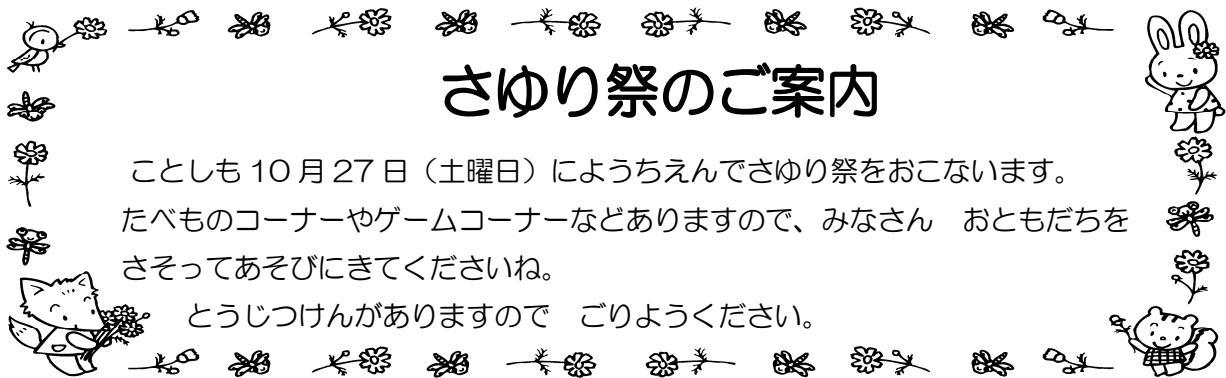 さゆり祭のご案内
ことしも10月27日（土曜日）にようちえんでさゆり祭をおこないます。
たべものコーナーやゲームコーナーなどありますので、みなさん　おともだちを
さそってあそびにきてくださいね。
とうじつけんがありますので　ごりようください。